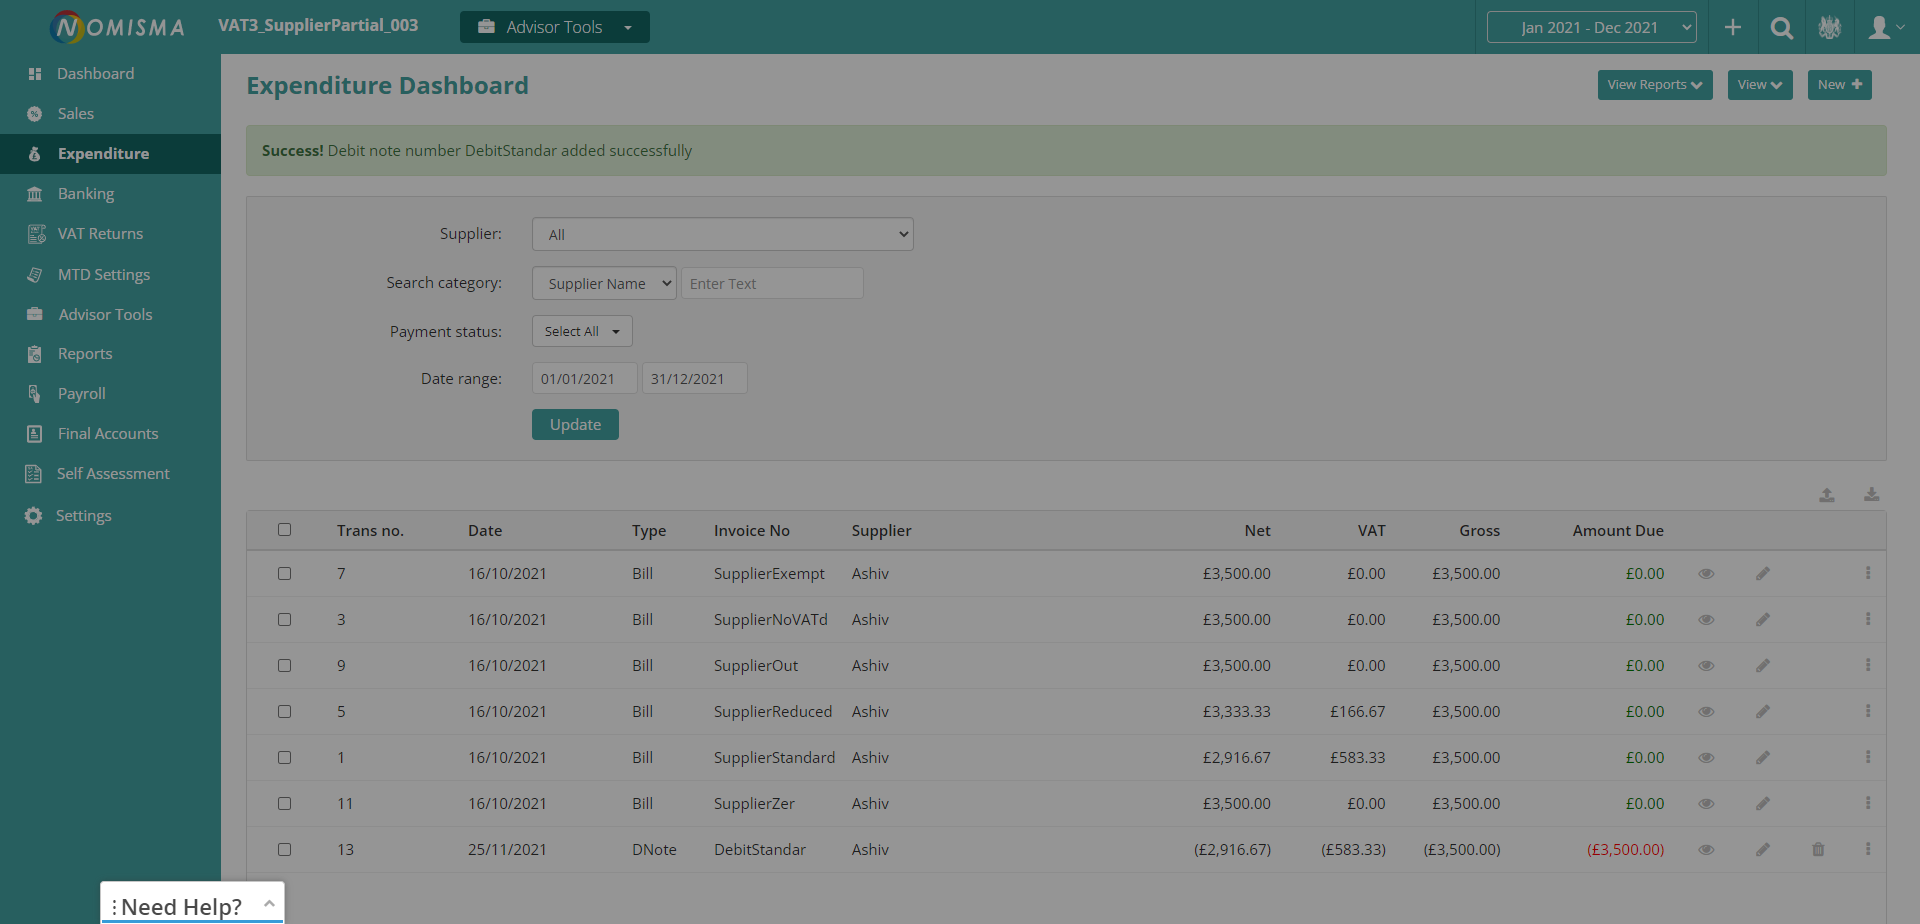 NOMISMA VAT3_SupplierPartial_003 Advisor Tools Jan 2021 - Dec 2021
Dashboard
Sales
Expenditure
Banking
VAT Returns
MTD Settings
Advisor Tools
Reports
Payroll
Final Accounts
Self Assessment
Settings
Expenditure Dashboard View Reports View New
Success! Debit note number DebitStandar added successfully
Supplier: All
Search category: Supplier Name Enter Text
Payment status: Select All
Date range: 01/01/2021 31/12/2021
Update
Trans no. Date Type Invoice No Supplier Net VAT Gross Amount Due
7 16/10/2021 Bill SupplierExempt Ashiv £3,500.00 £0.00 £3,500.00 £0.00
3 16/10/2021 Bill SupplierNoVATd Ashiv £3,500.00 £0.00 £3,500.00 £0.00
9 16/10/2021 Bill SupplierOut Ashiv £3,500.00 £0.00 £3,500.00 £0.00
5 16/10/2021 Bill SupplierReduced Ashiv £3,333.33 £166.67 £3,500.00 £0.00
1 16/10/2021 Bill SupplierStandard Ashiv £2,916.67 £583.33 £3,500.00 £0.00
11 16/10/2021 Bill SupplierZer Ashiv £3,500.00 £0.00 £3,500.00 £0.00
13 25/11/2021 DNote DebitStandar Ashiv (£2,916.67) (£583.33) (£3,500.00) (£3,500.00)
Need Help?